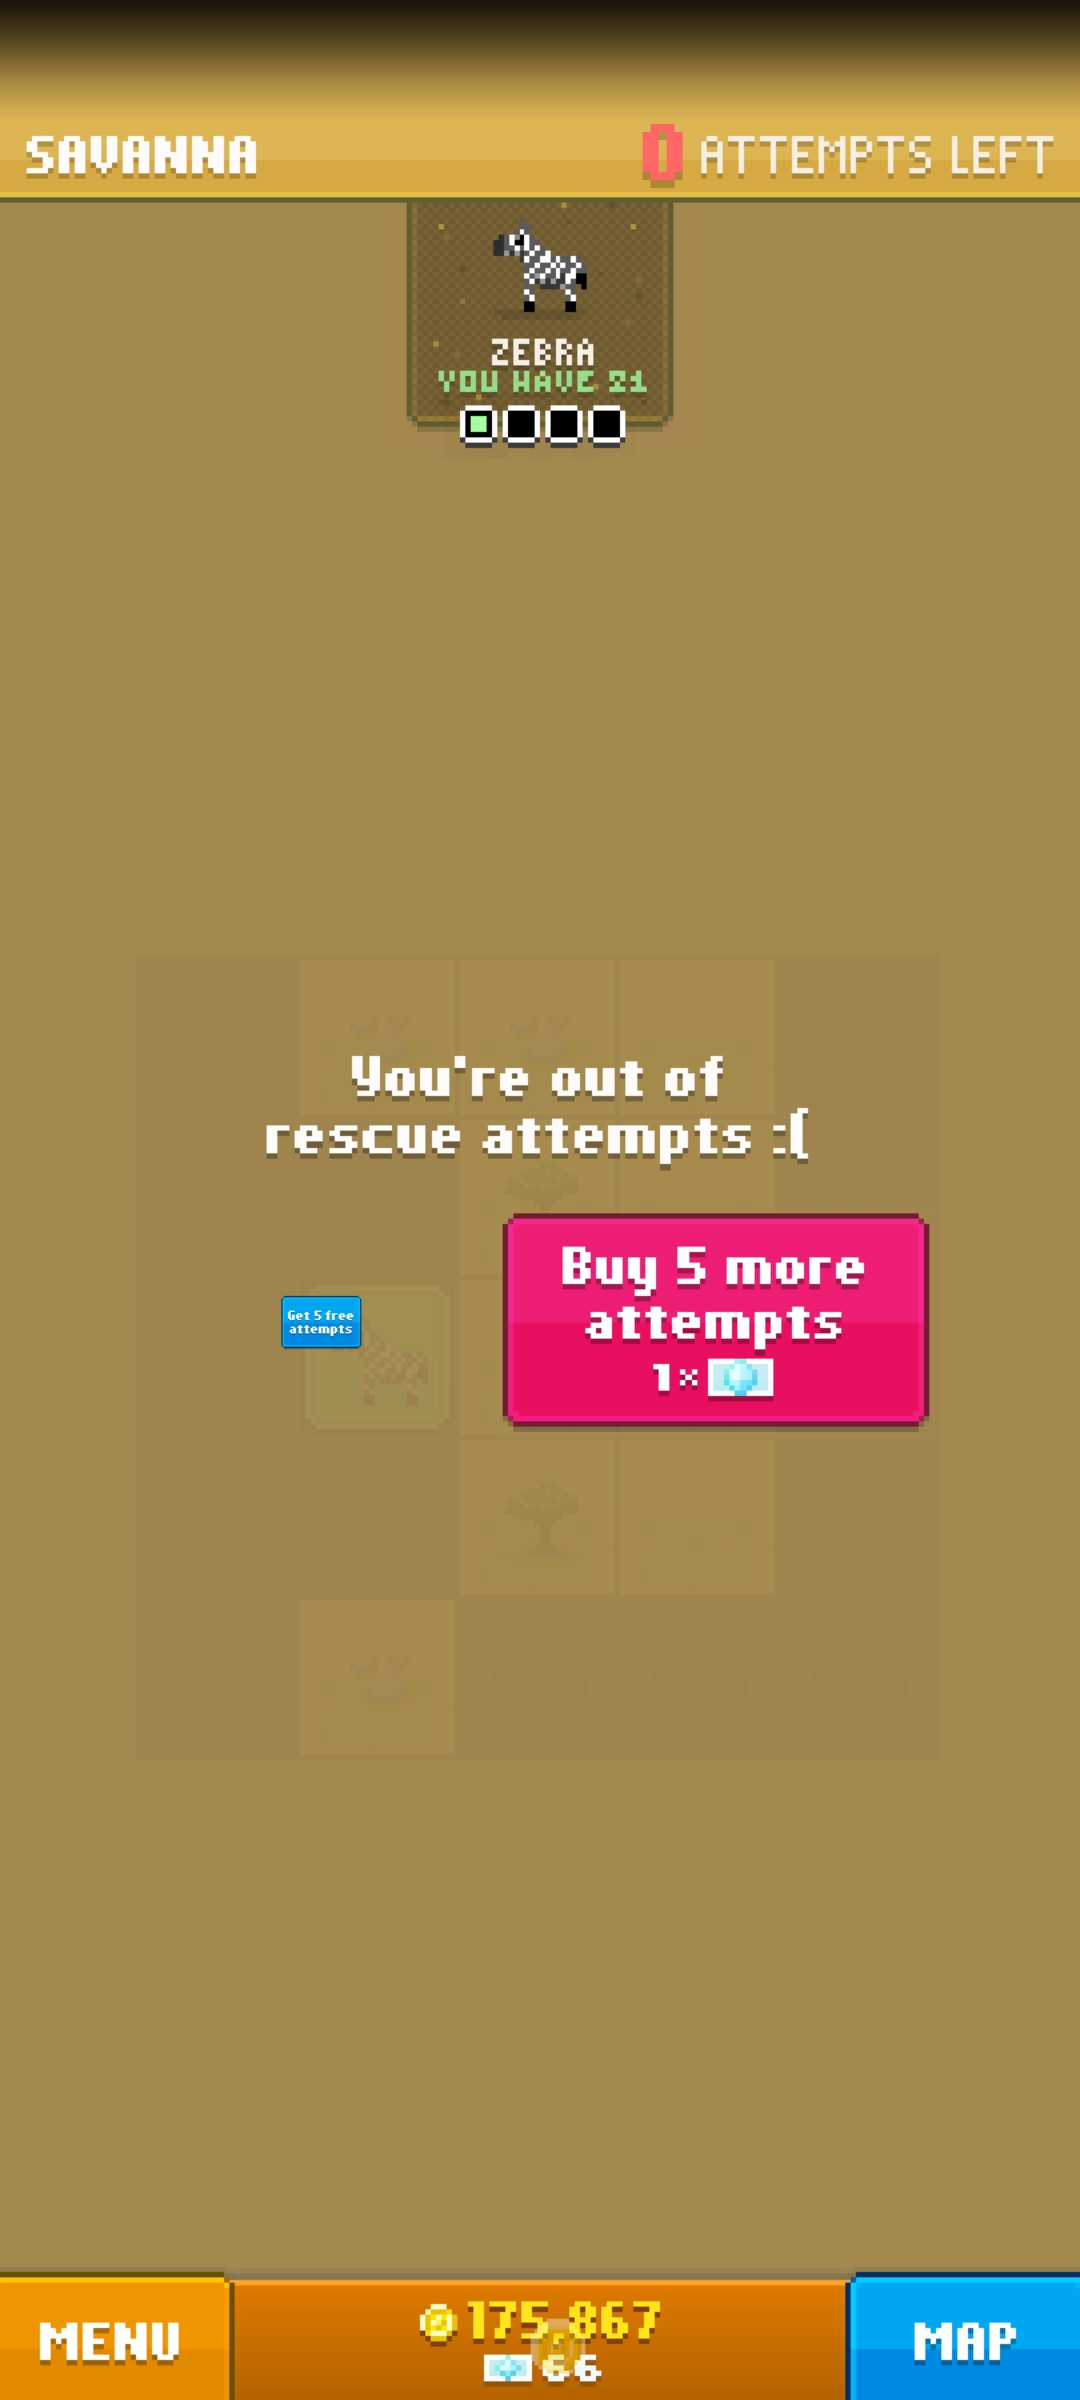 SAVANNA
0 ATTEMPTS LEFT
ZEBRA
YOU HAVE 21
You're out of
rescue attempts :(
Get 5 free
attempts
Buy 5 more
attempts
1×
MENU
175,867
66
MAP